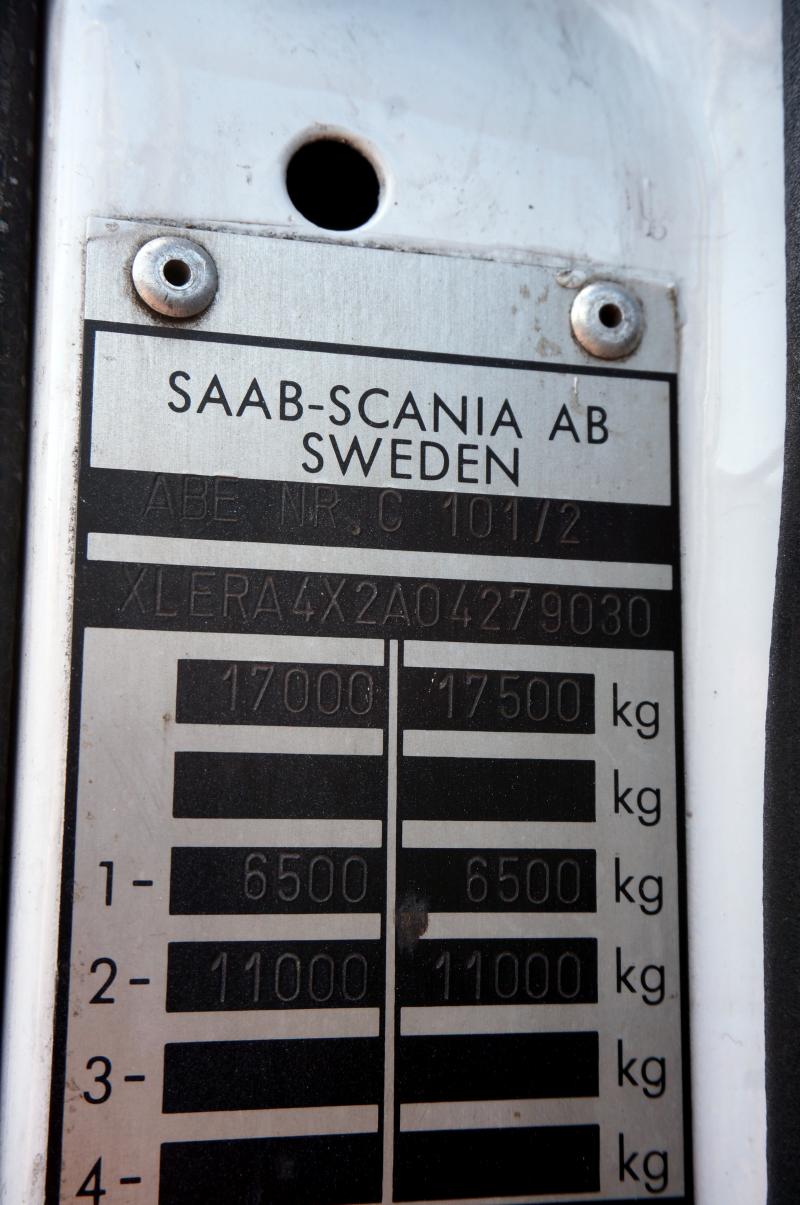 SAAB-SCANIA AB
SWEDEN
ABE NR.C 101/2
XLERA4X2A04279030
17000 17500 kg
kg
1- 6500 6500 kg
2- 11000 11000 kg
3- kg
4- kg